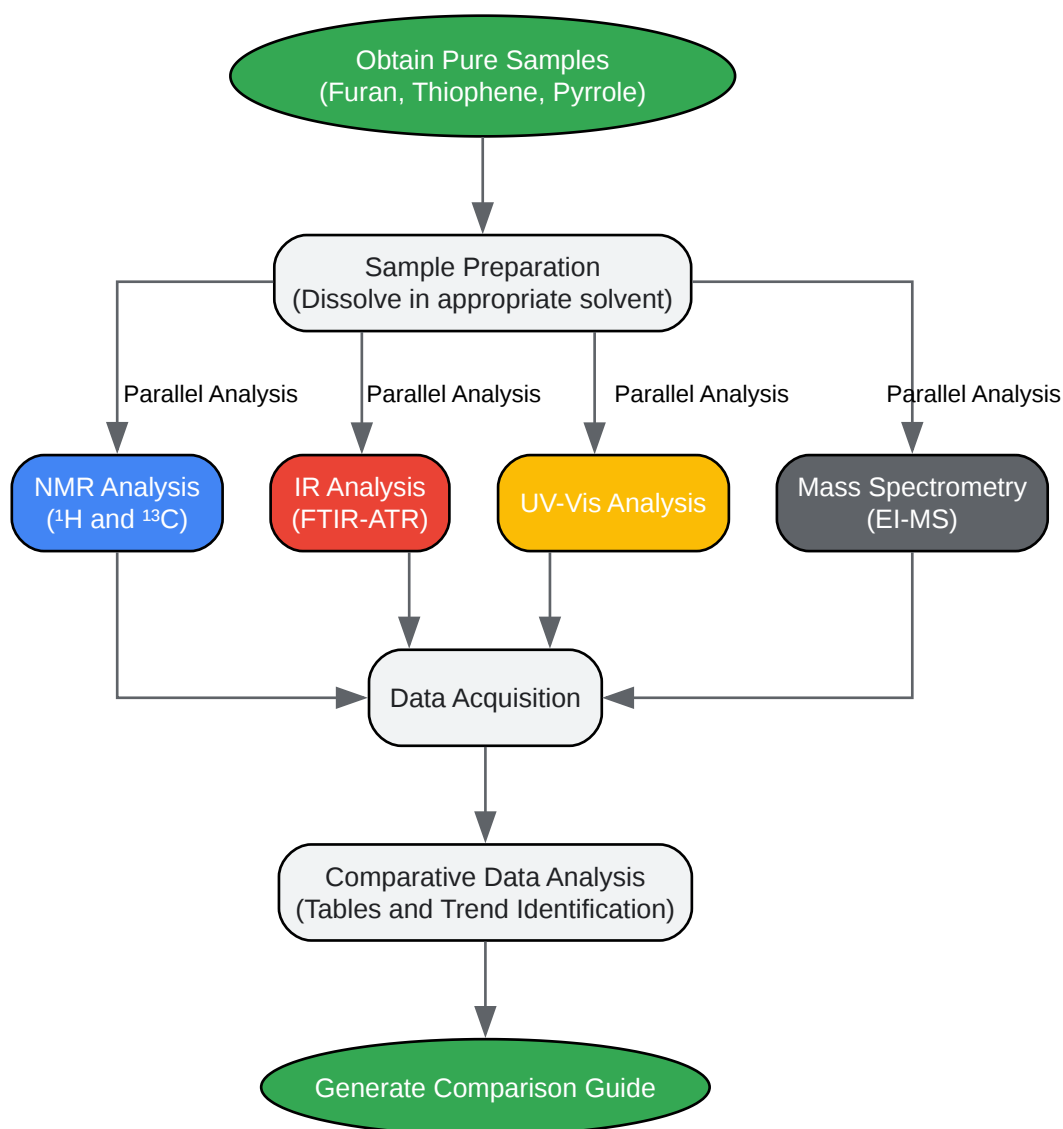 Obtain Pure Samples
(Furan, Thiophene, Pyrrole)
Sample Preparation
(Dissolve in appropriate solvent)
Parallel Analysis
Parallel Analysis
Parallel Analysis
Parallel Analysis
NMR Analysis
(¹H and ¹³C)
IR Analysis
(FTIR-ATR)
UV-Vis Analysis
Mass Spectrometry
(EI-MS)
Data Acquisition
Comparative Data Analysis
(Tables and Trend Identification)
Generate Comparison Guide